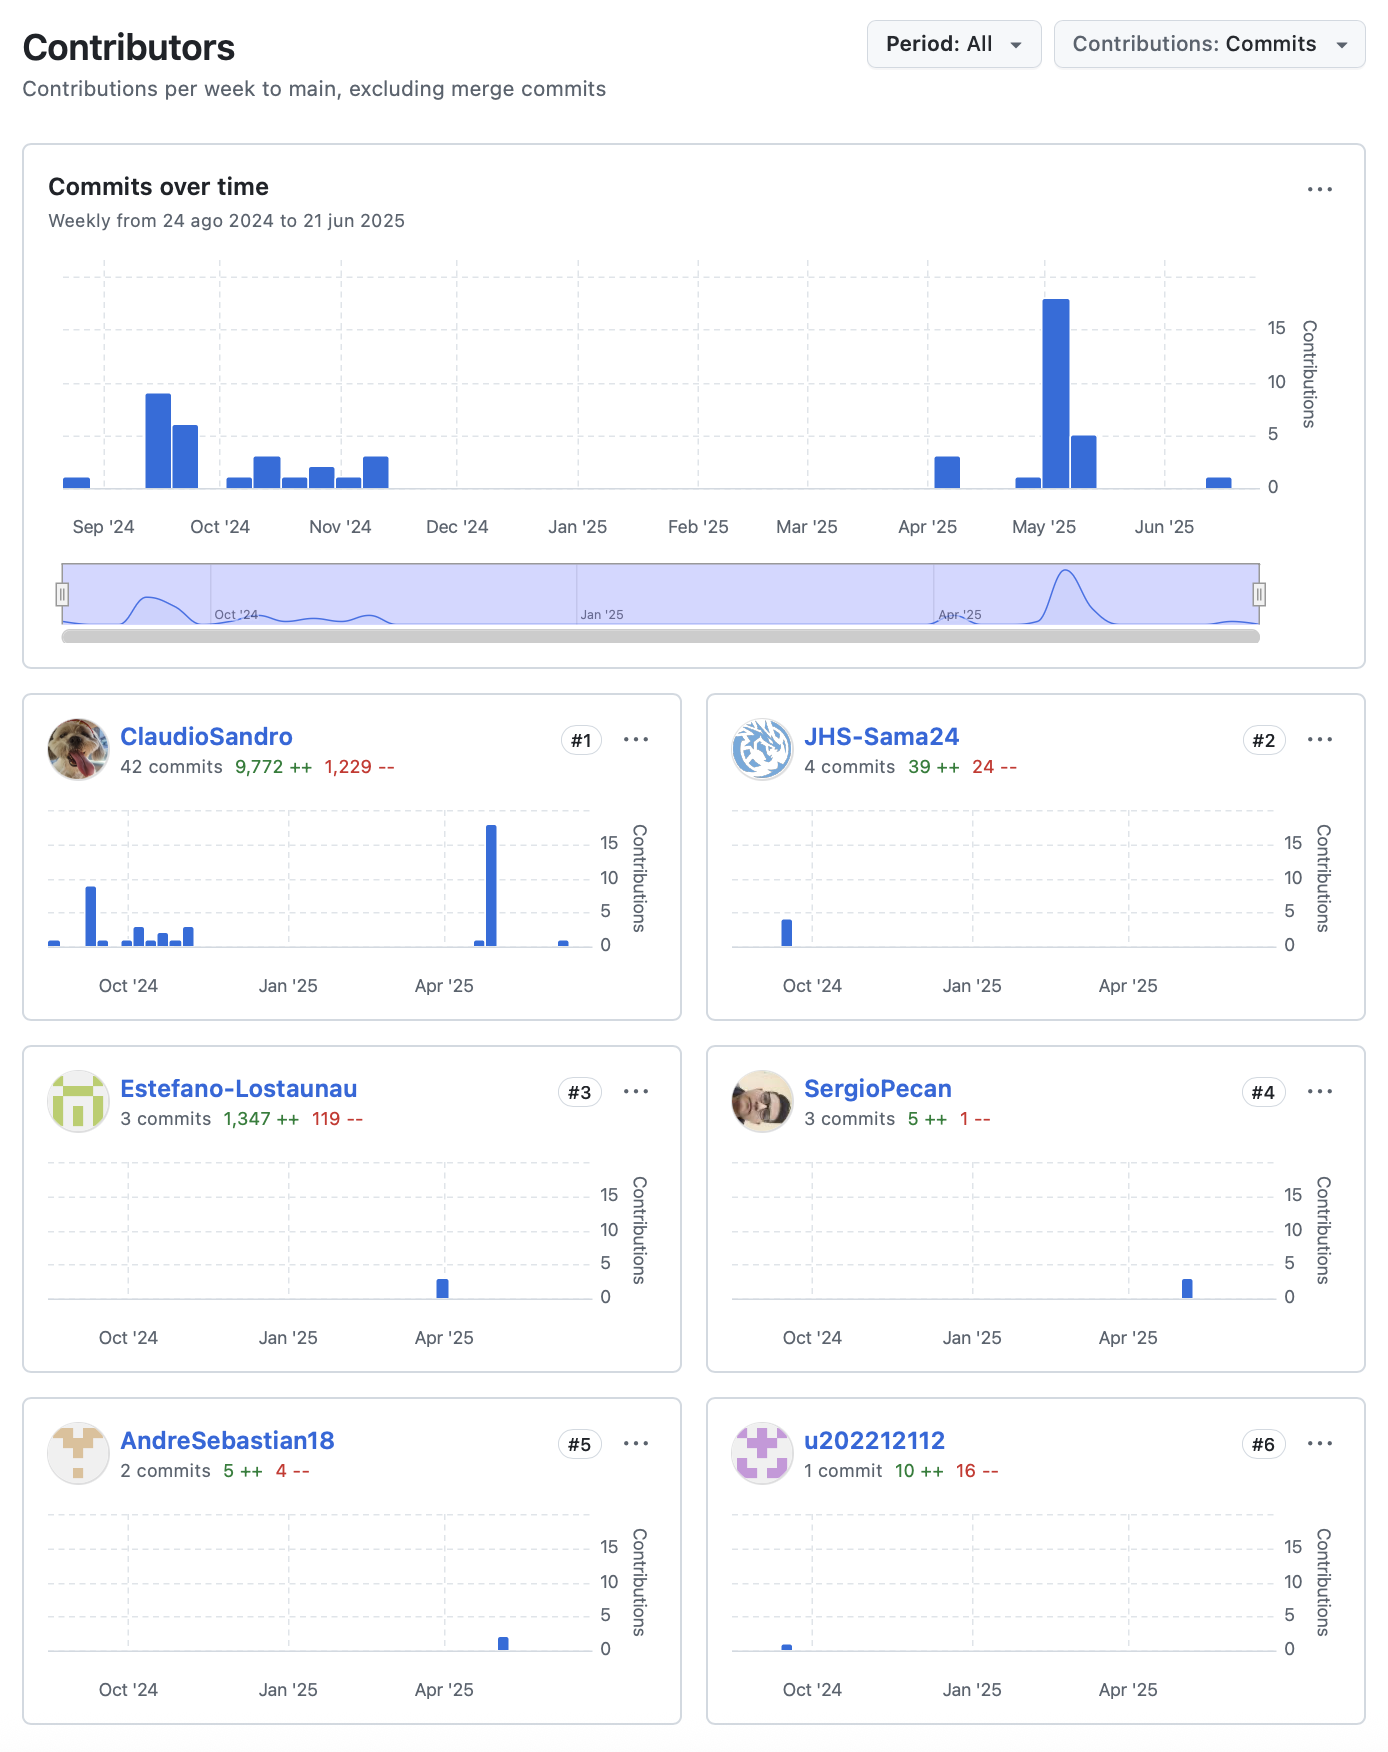 Contributors
Period: All
Contributions: Commits
Contributions per week to main, excluding merge commits
Commits over time
Weekly from 24 ago 2024 to 21 jun 2025
15
10
5
0
Contributions
Sep '24 Oct '24 Nov '24 Dec '24 Jan '25 Feb '25 Mar '25 Apr '25 May '25 Jun '25
Oct '24 Jan '25 Apr '25
ClaudioSandro
#1
42 commits 9,772 ++ 1,229 --
15
10
5
0
Contributions
Oct '24 Jan '25 Apr '25
JHS-Sama24
#2
4 commits 39 ++ 24 --
15
10
5
0
Contributions
Oct '24 Jan '25 Apr '25
Estefano-Lostaunau
#3
3 commits 1,347 ++ 119 --
15
10
5
0
Contributions
Oct '24 Jan '25 Apr '25
SergioPecan
#4
3 commits 5 ++ 1 --
15
10
5
0
Contributions
Oct '24 Jan '25 Apr '25
AndreSebastian18
#5
2 commits 5 ++ 4 --
15
10
5
0
Contributions
Oct '24 Jan '25 Apr '25
u202212112
#6
1 commit 10 ++ 16 --
15
10
5
0
Contributions
Oct '24 Jan '25 Apr '25